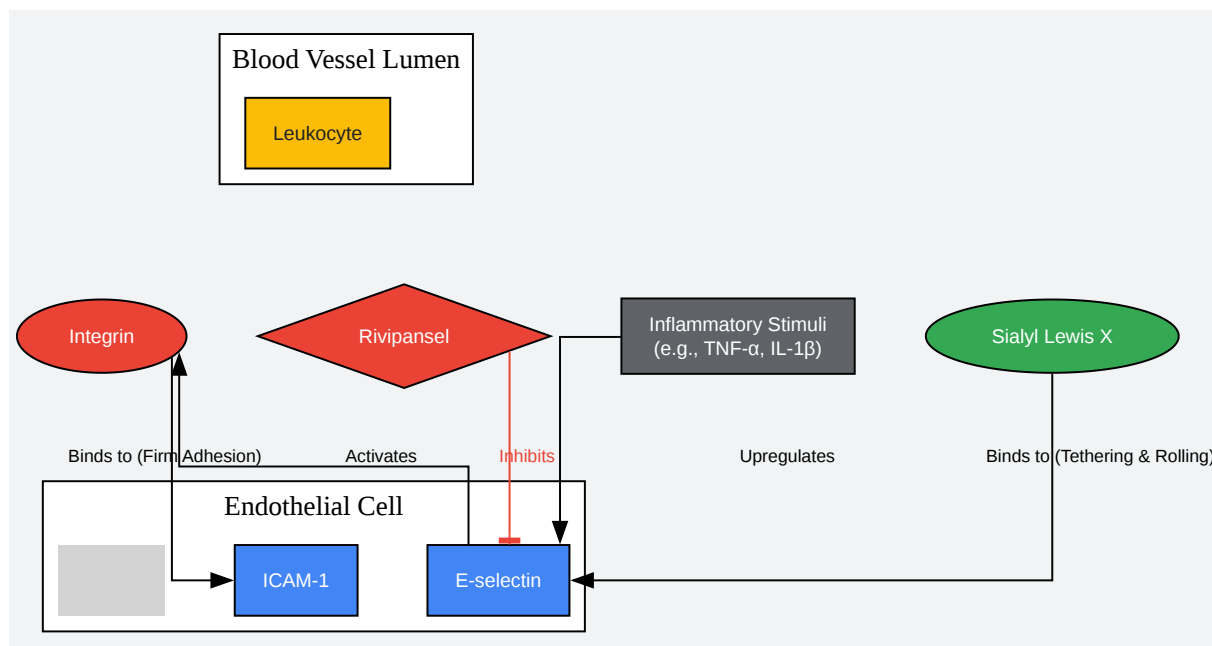 Blood Vessel Lumen
Leukocyte
Integrin
Rivipansel
Inflammatory Stimuli
(e.g., TNF-α, IL-1β)
Sialyl Lewis X
Binds to (Firm Adhesion)
Activates
Inhibits
Upregulates
Binds to (Tethering & Rolling)
Endothelial Cell
ICAM-1
E-selectin